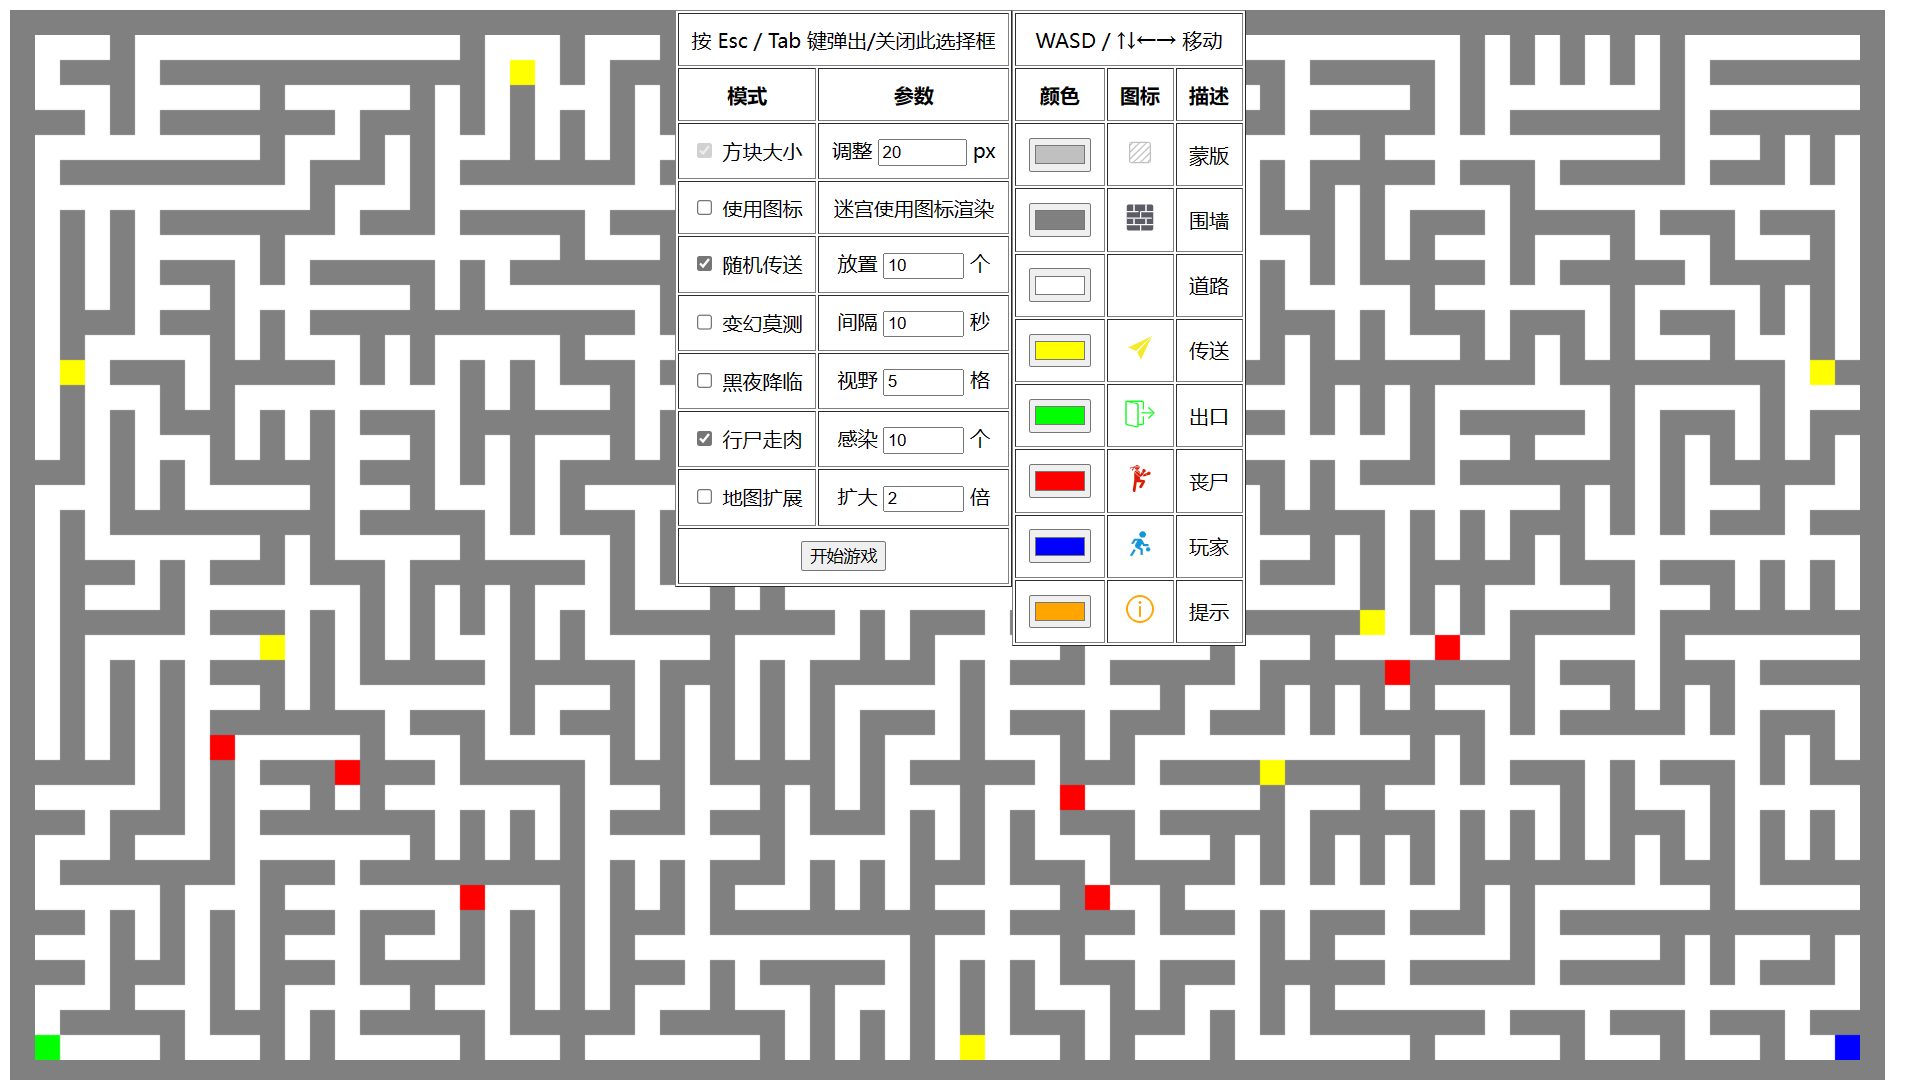 按 Esc / Tab 键弹出/关闭此选择框
模式 参数
方块大小 调整 20 px
使用图标 迷宫使用图标渲染
随机传送 放置 10 个
变幻莫测 间隔 10 秒
黑夜降临 视野 5 格
行尸走肉 感染 10 个
地图扩展 扩大 2 倍
开始游戏
WASD / ↑↓←→ 移动
颜色 图标 描述
蒙版
围墙
道路
传送
出口
丧尸
玩家
提示